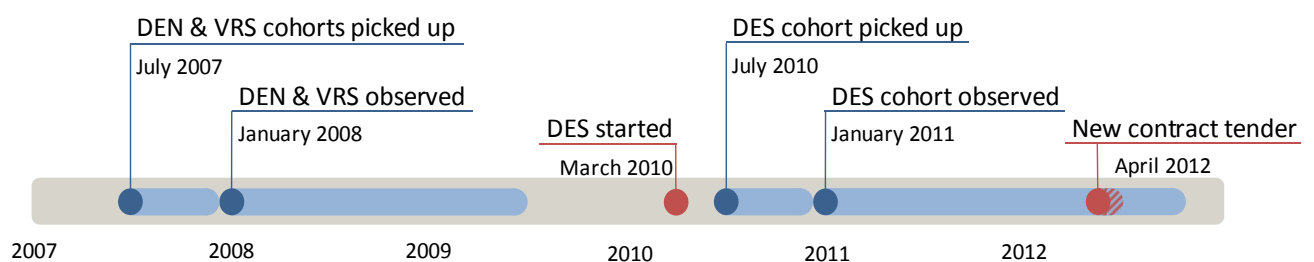 DEN & VRS cohorts picked up
July 2007
DEN & VRS observed
January 2008
DES started
March 2010
DES cohort picked up
July 2010
DES cohort observed
January 2011
New contract tender
April 2012
2007
2008
2009
2010
2011
2012